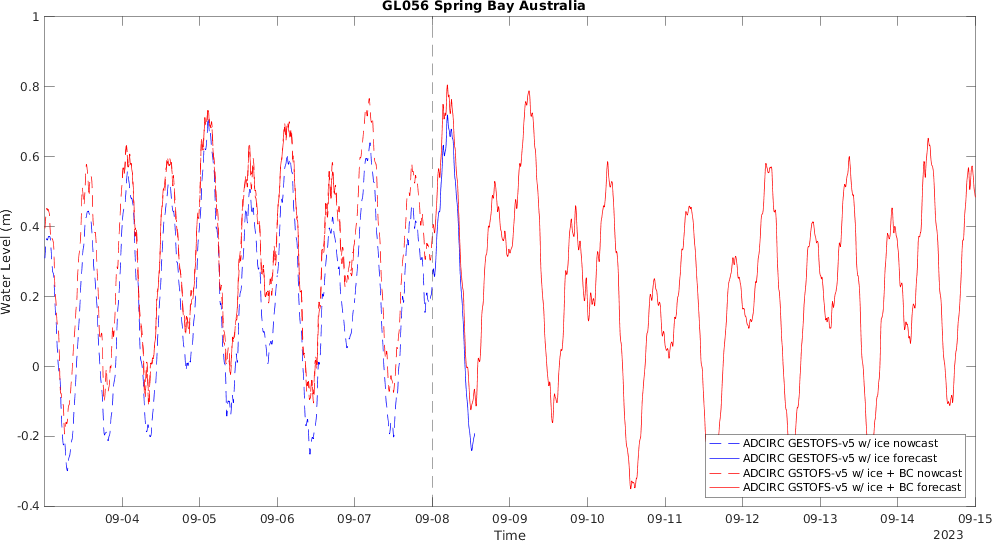 GL056 Spring Bay Australia
1
0.8
0.6
0.4
0.2
0
-0.2
-0.4
Water Level (m)
ADCIRC GESTOFS-v5 w/ ice nowcast
ADCIRC GESTOFS-v5 w/ ice forecast
ADCIRC GSTOFS-v5 w/ ice + BC nowcast
ADCIRC GSTOFS-v5 w/ ice + BC forecast
09-04 09-05 09-06 09-07 09-08 09-09 09-10 09-11 09-12 09-13 09-14 09-15
Time
2023